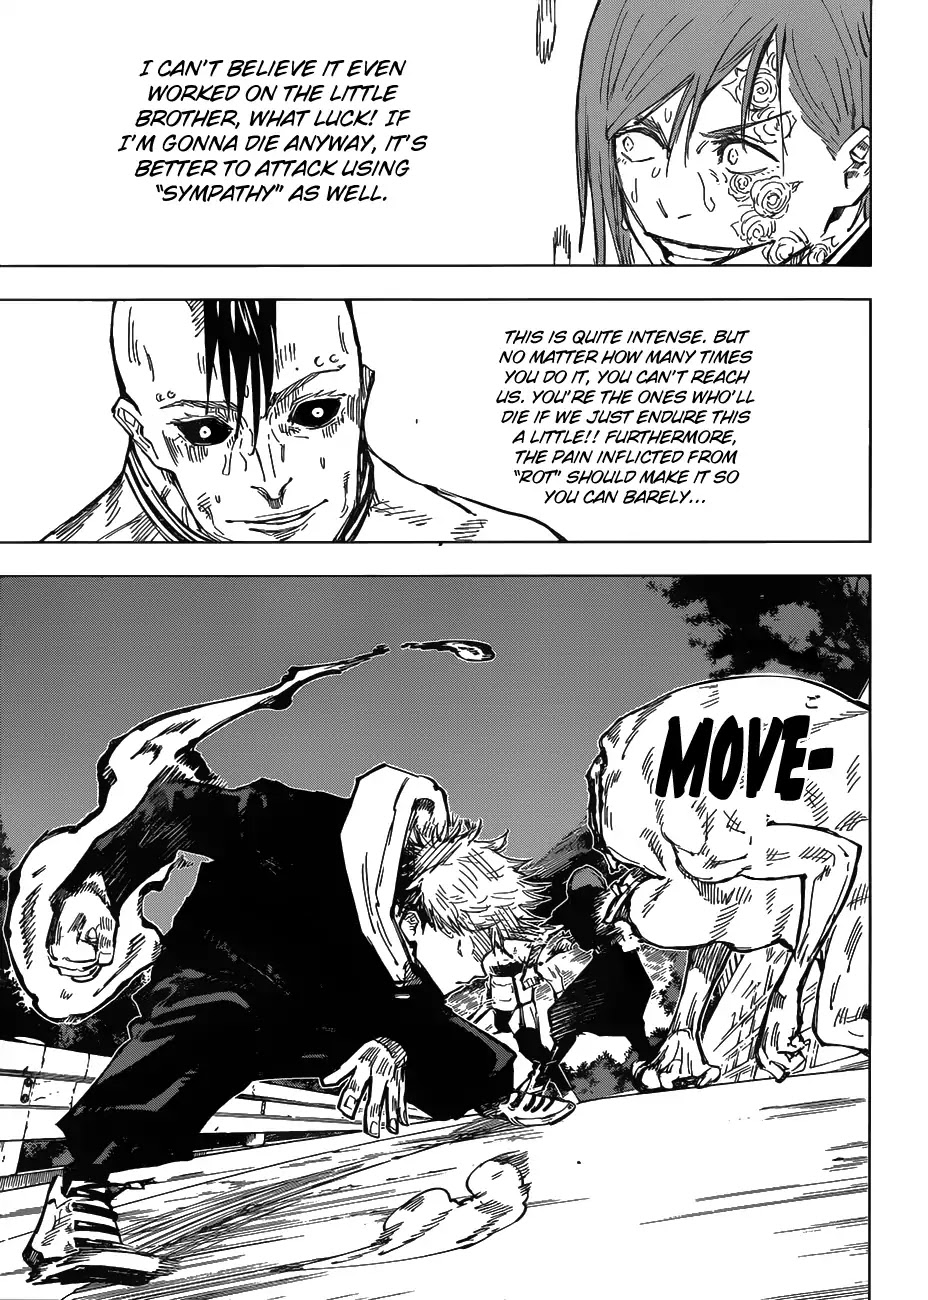 I CAN'T BELIEVE IT EVEN
WORKED ON THE LITTLE
BROTHER, WHAT LUCK! IF
I'M GONNA DIE ANYWAY, IT'S
BETTER TO ATTACK USING
"SYMPATHY" AS WELL.
THIS IS QUITE INTENSE. BUT
NO MATTER HOW MANY TIMES
YOU DO IT, YOU CAN'T REACH
US. YOU'RE THE ONES WHO'LL
DIE IF WE JUST ENDURE THIS
A LITTLE!! FURTHERMORE,
THE PAIN INFLICTED FROM
"ROT" SHOULD MAKE IT SO
YOU CAN BARELY...
MOVE-